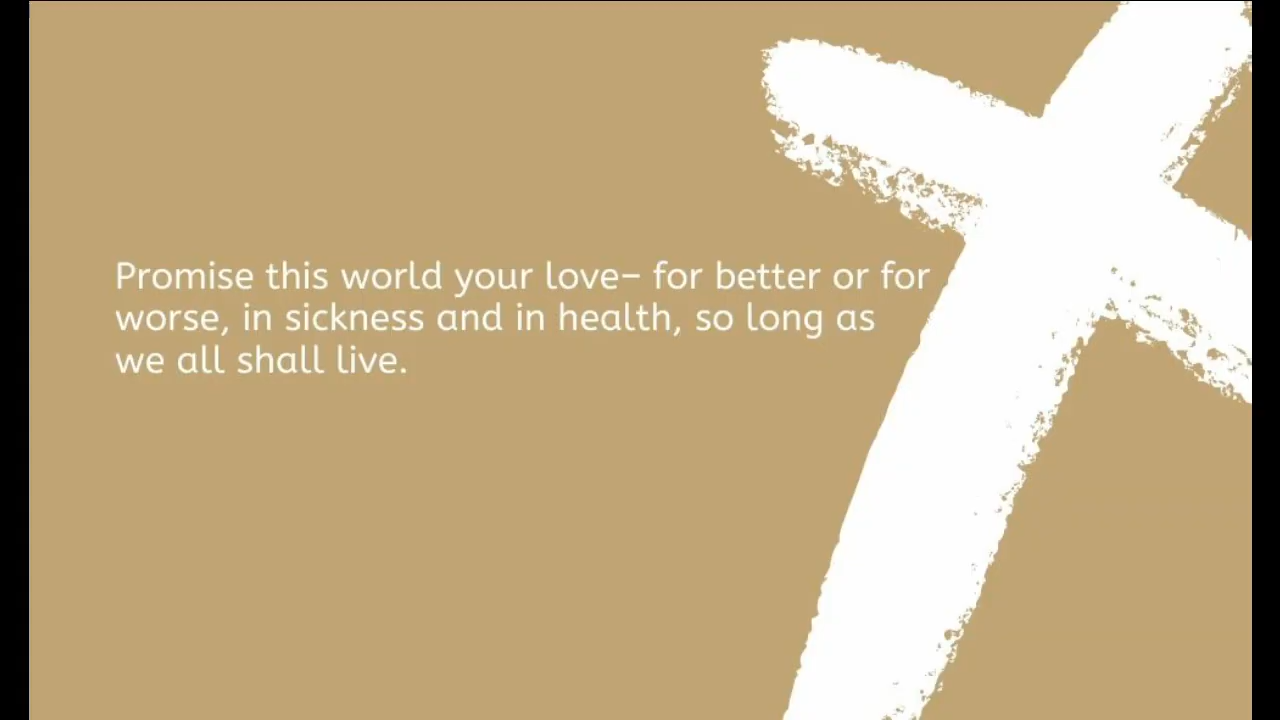 Promise this world your love– for better or for
worse, in sickness and in health, so long as
we all shall live.